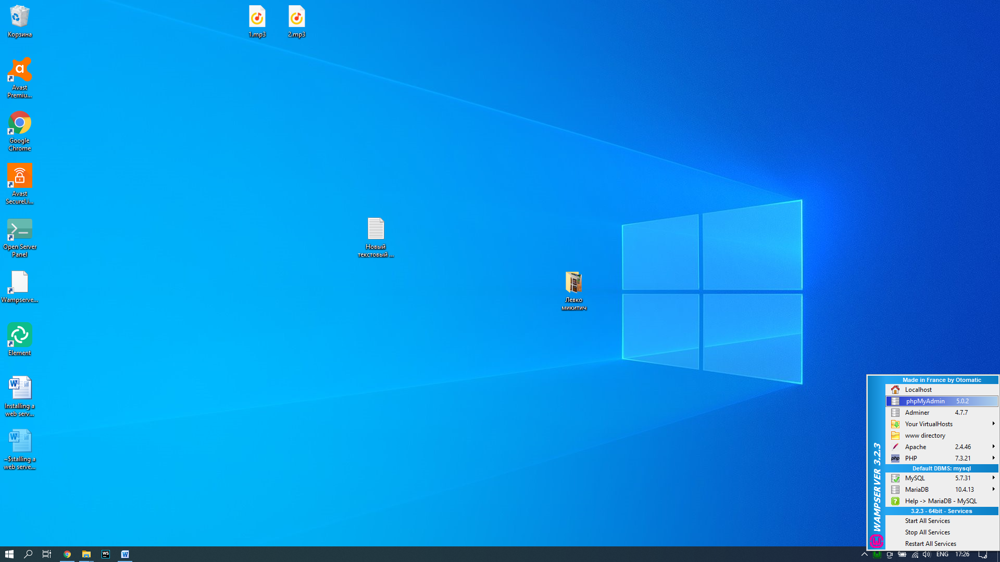 Корзина
1.mp3
2.mp3
Avast
Premiu...
Google
Chrome
Avast
SecureLi...
Open Server
Panel
Wampserve...
Element
Installing a
web serv...
~$stalling a
web serve...
Новый
текстовый ...
Левко
микитич
Made in France by Otomatic
Localhost
phpMyAdmin 5.0.2
Adminer 4.7.7
Your VirtualHosts
www directory
Apache 2.4.46
php PHP 7.3.21
Default DBMS: mysql
MySQL 5.7.31
MariaDB 10.4.13
Help -> MariaDB - MySQL
3.2.3 - 64bit - Services
Start All Services
Stop All Services
Restart All Services
WAMPSERVER 3.2.3
WS
ENG 17:26